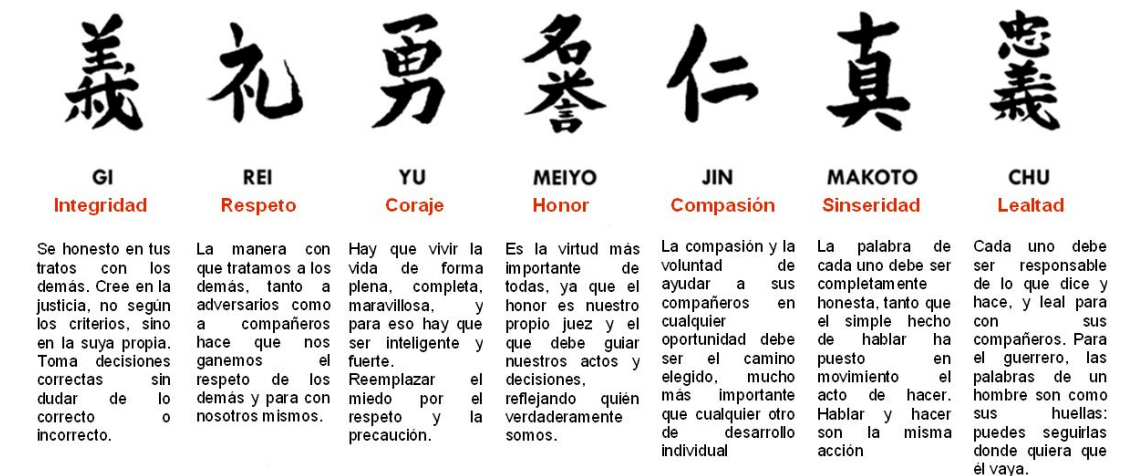 義
GI
Integridad
Se honesto en tus
tratos con los
demás. Cree en la
justicia, no según
los criterios, sino
en la suya propia.
Toma decisiones
correctas sin
dudar de lo
correcto o
incorrecto.
礼
REI
Respeto
La manera con
que tratamos a los
demás, tanto a
adversarios como
a compañeros
hace que nos
ganemos el
respeto de los
demás y para con
nosotros mismos.
勇
YU
Coraje
Hay que vivir la
vida de forma
plena, completa,
maravillosa, y
para eso hay que
ser inteligente y
fuerte.
Reemplazar el
miedo por el
respeto y la
precaución.
名
誉
MEIYO
Honor
Es la virtud más
importante de
todas, ya que el
honor es nuestro
propio juez y el
que debe guiar
nuestros actos y
decisiones,
reflejando quién
verdaderamente
somos.
仁
JIN
Compasión
La compasión y la
voluntad de
ayudar a sus
compañeros en
cualquier
oportunidad debe
ser el camino
elegido, mucho
más importante
que cualquier otro
de desarrollo
individual
真
MAKOTO
Sinseridad
La palabra de
cada uno debe ser
completamente
honesta, tanto que
el simple hecho
de hablar ha
puesto en
movimiento el
acto de hacer.
Hablar y hacer
son la misma
acción
忠
義
CHU
Lealtad
Cada uno debe
ser responsable
de lo que dice y
hace, y leal para
con sus
compañeros. Para
el guerrero, las
palabras de un
hombre son como
sus huellas:
puedes seguirlas
donde quiera que
él vaya.